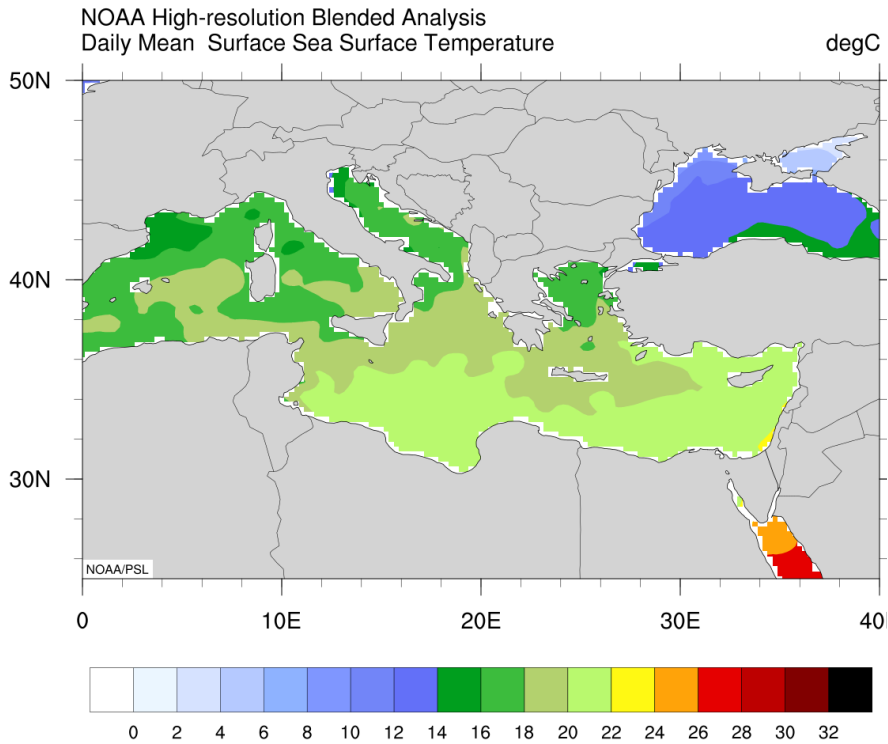 NOAA High-resolution Blended Analysis
Daily Mean  Surface Sea Surface Temperature degC
50N
40N
30N
NOAA/PSL
0 10E 20E 30E 40E
0 2 4 6 8 10 12 14 16 18 20 22 24 26 28 30 32